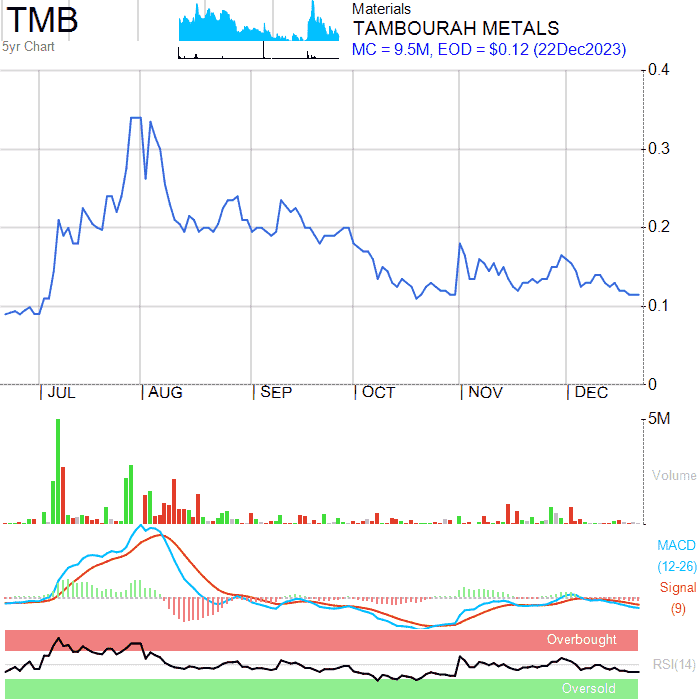 TMB
5yr Chart
Materials
TAMBOURAH METALS
MC = 9.5M, EOD = $0.12 (22Dec2023)
0.4
0.3
0.2
0.1
0
JUL AUG SEP OCT NOV DEC
5M
Volume
MACD
(12-26)
Signal
(9)
Overbought
RSI(14)
Oversold